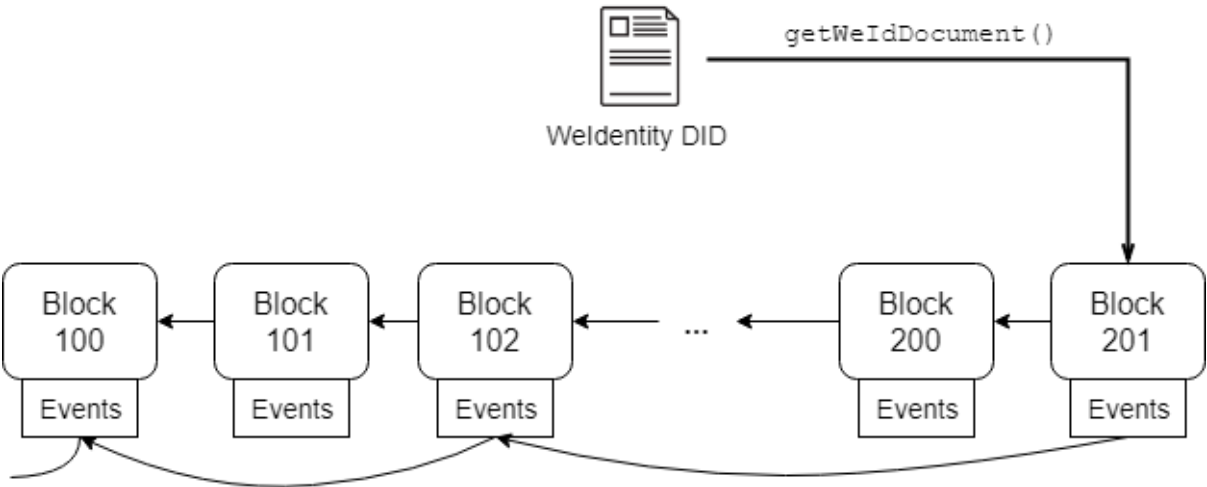 getWeIdDocument()
WeIdentity DID
Block
100
Block
101
Block
102
...
Block
200
Block
201
Events
Events
Events
Events
Events